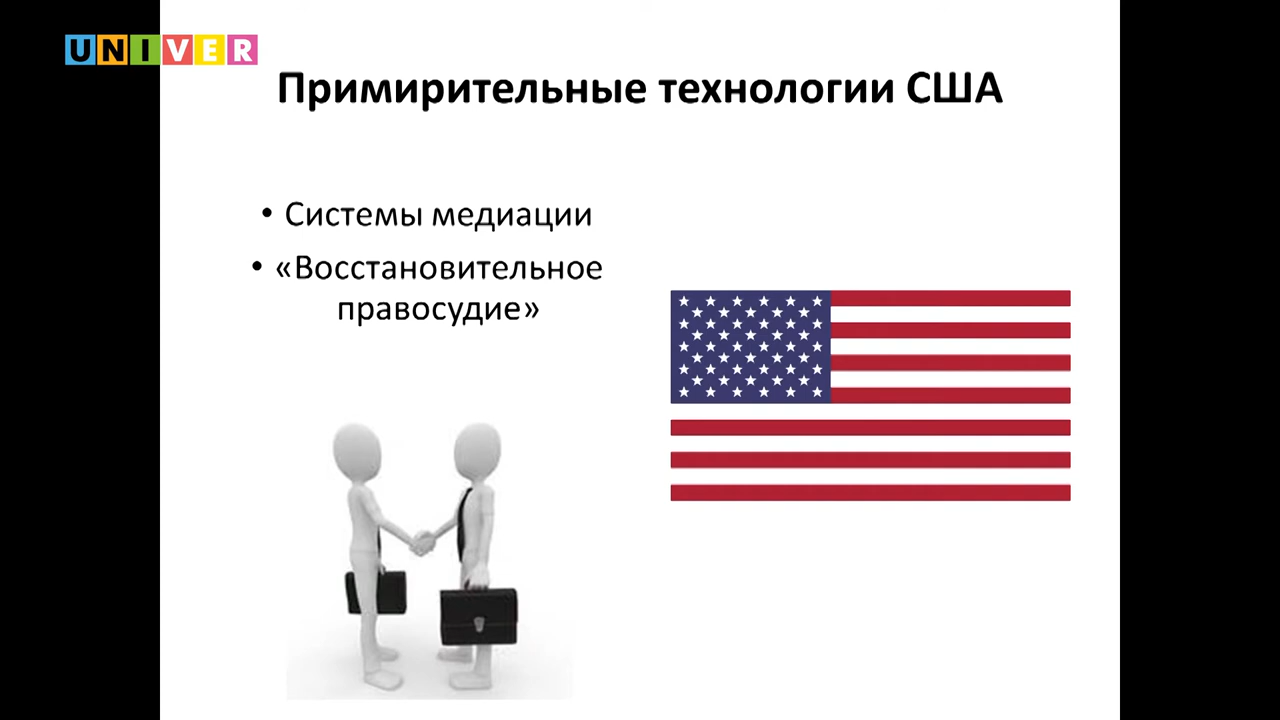 UNIVER
Примирительные технологии США
• Системы медиации
• «Восстановительное
правосудие»